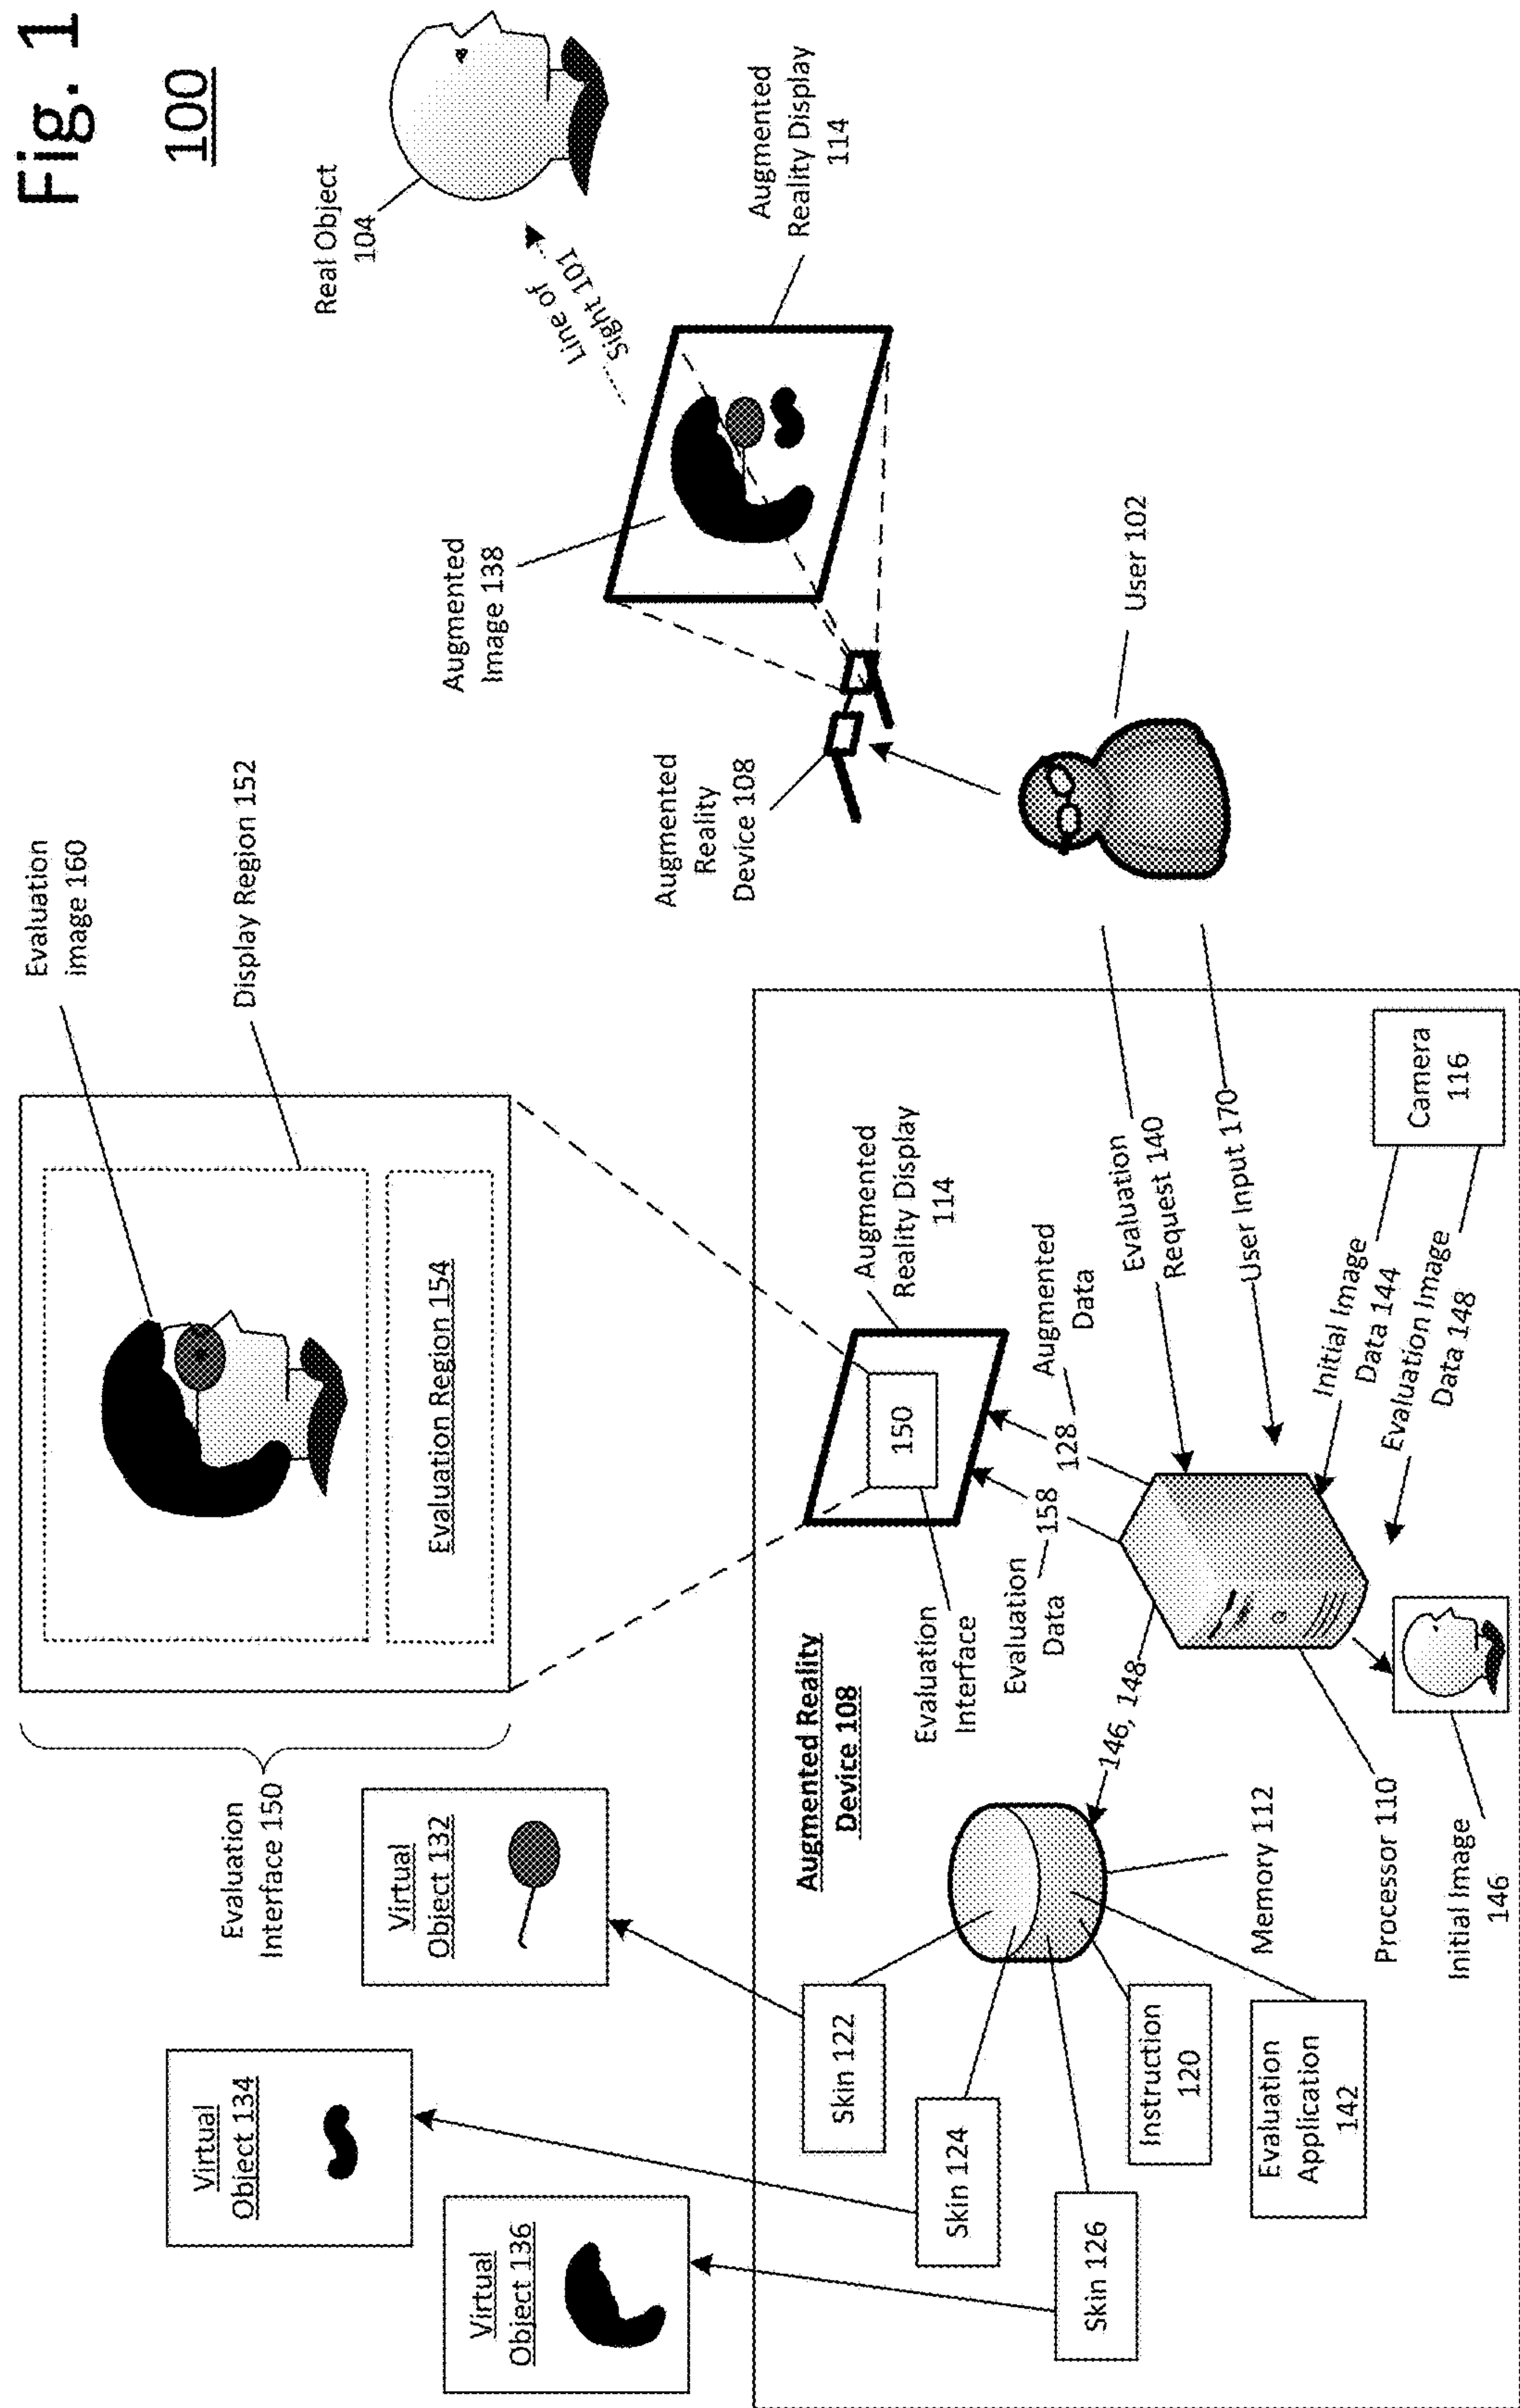 Fig. 1
100
Real Object
104
Line of
Sight 101
Augmented
Reality Display
114
Augmented
Image 138
Augmented
Reality
Device 108
User 102
Evaluation
image 160
Display Region 152
Evaluation Region 154
Evaluation
Interface 150
Virtual
Object 132
Virtual
Object 134
Virtual
Object 136
Augmented Reality
Device 108
Augmented
Reality Display
114
150
Evaluation
Interface
Augmented
Data
128
Evaluation
Data
158
Evaluation
Request 140
User Input 170
Camera
116
Initial Image
Data 144
Evaluation Image
Data 148
146, 148
Skin 122
Skin 124
Skin 126
Instruction
120
Evaluation
Application
142
Memory 112
Processor 110
Initial Image
146